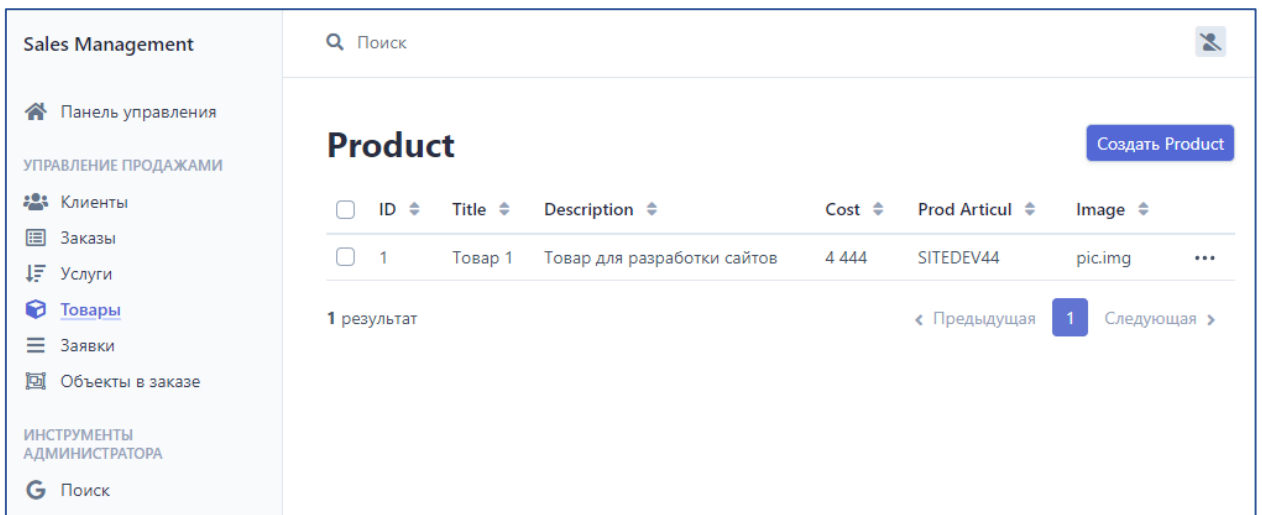 Sales Management
Поиск
Панель управления
УПРАВЛЕНИЕ ПРОДАЖАМИ
Клиенты
Заказы
Услуги
Товары
Заявки
Объекты в заказе
ИНСТРУМЕНТЫ
АДМИНИСТРАТОРА
Поиск
Product
Создать Product
ID Title Description Cost Prod Articul Image
1 Товар 1 Товар для разработки сайтов 4 444 SITEDEV44 pic.img
1 результат
Предыдущая 1 Следующая